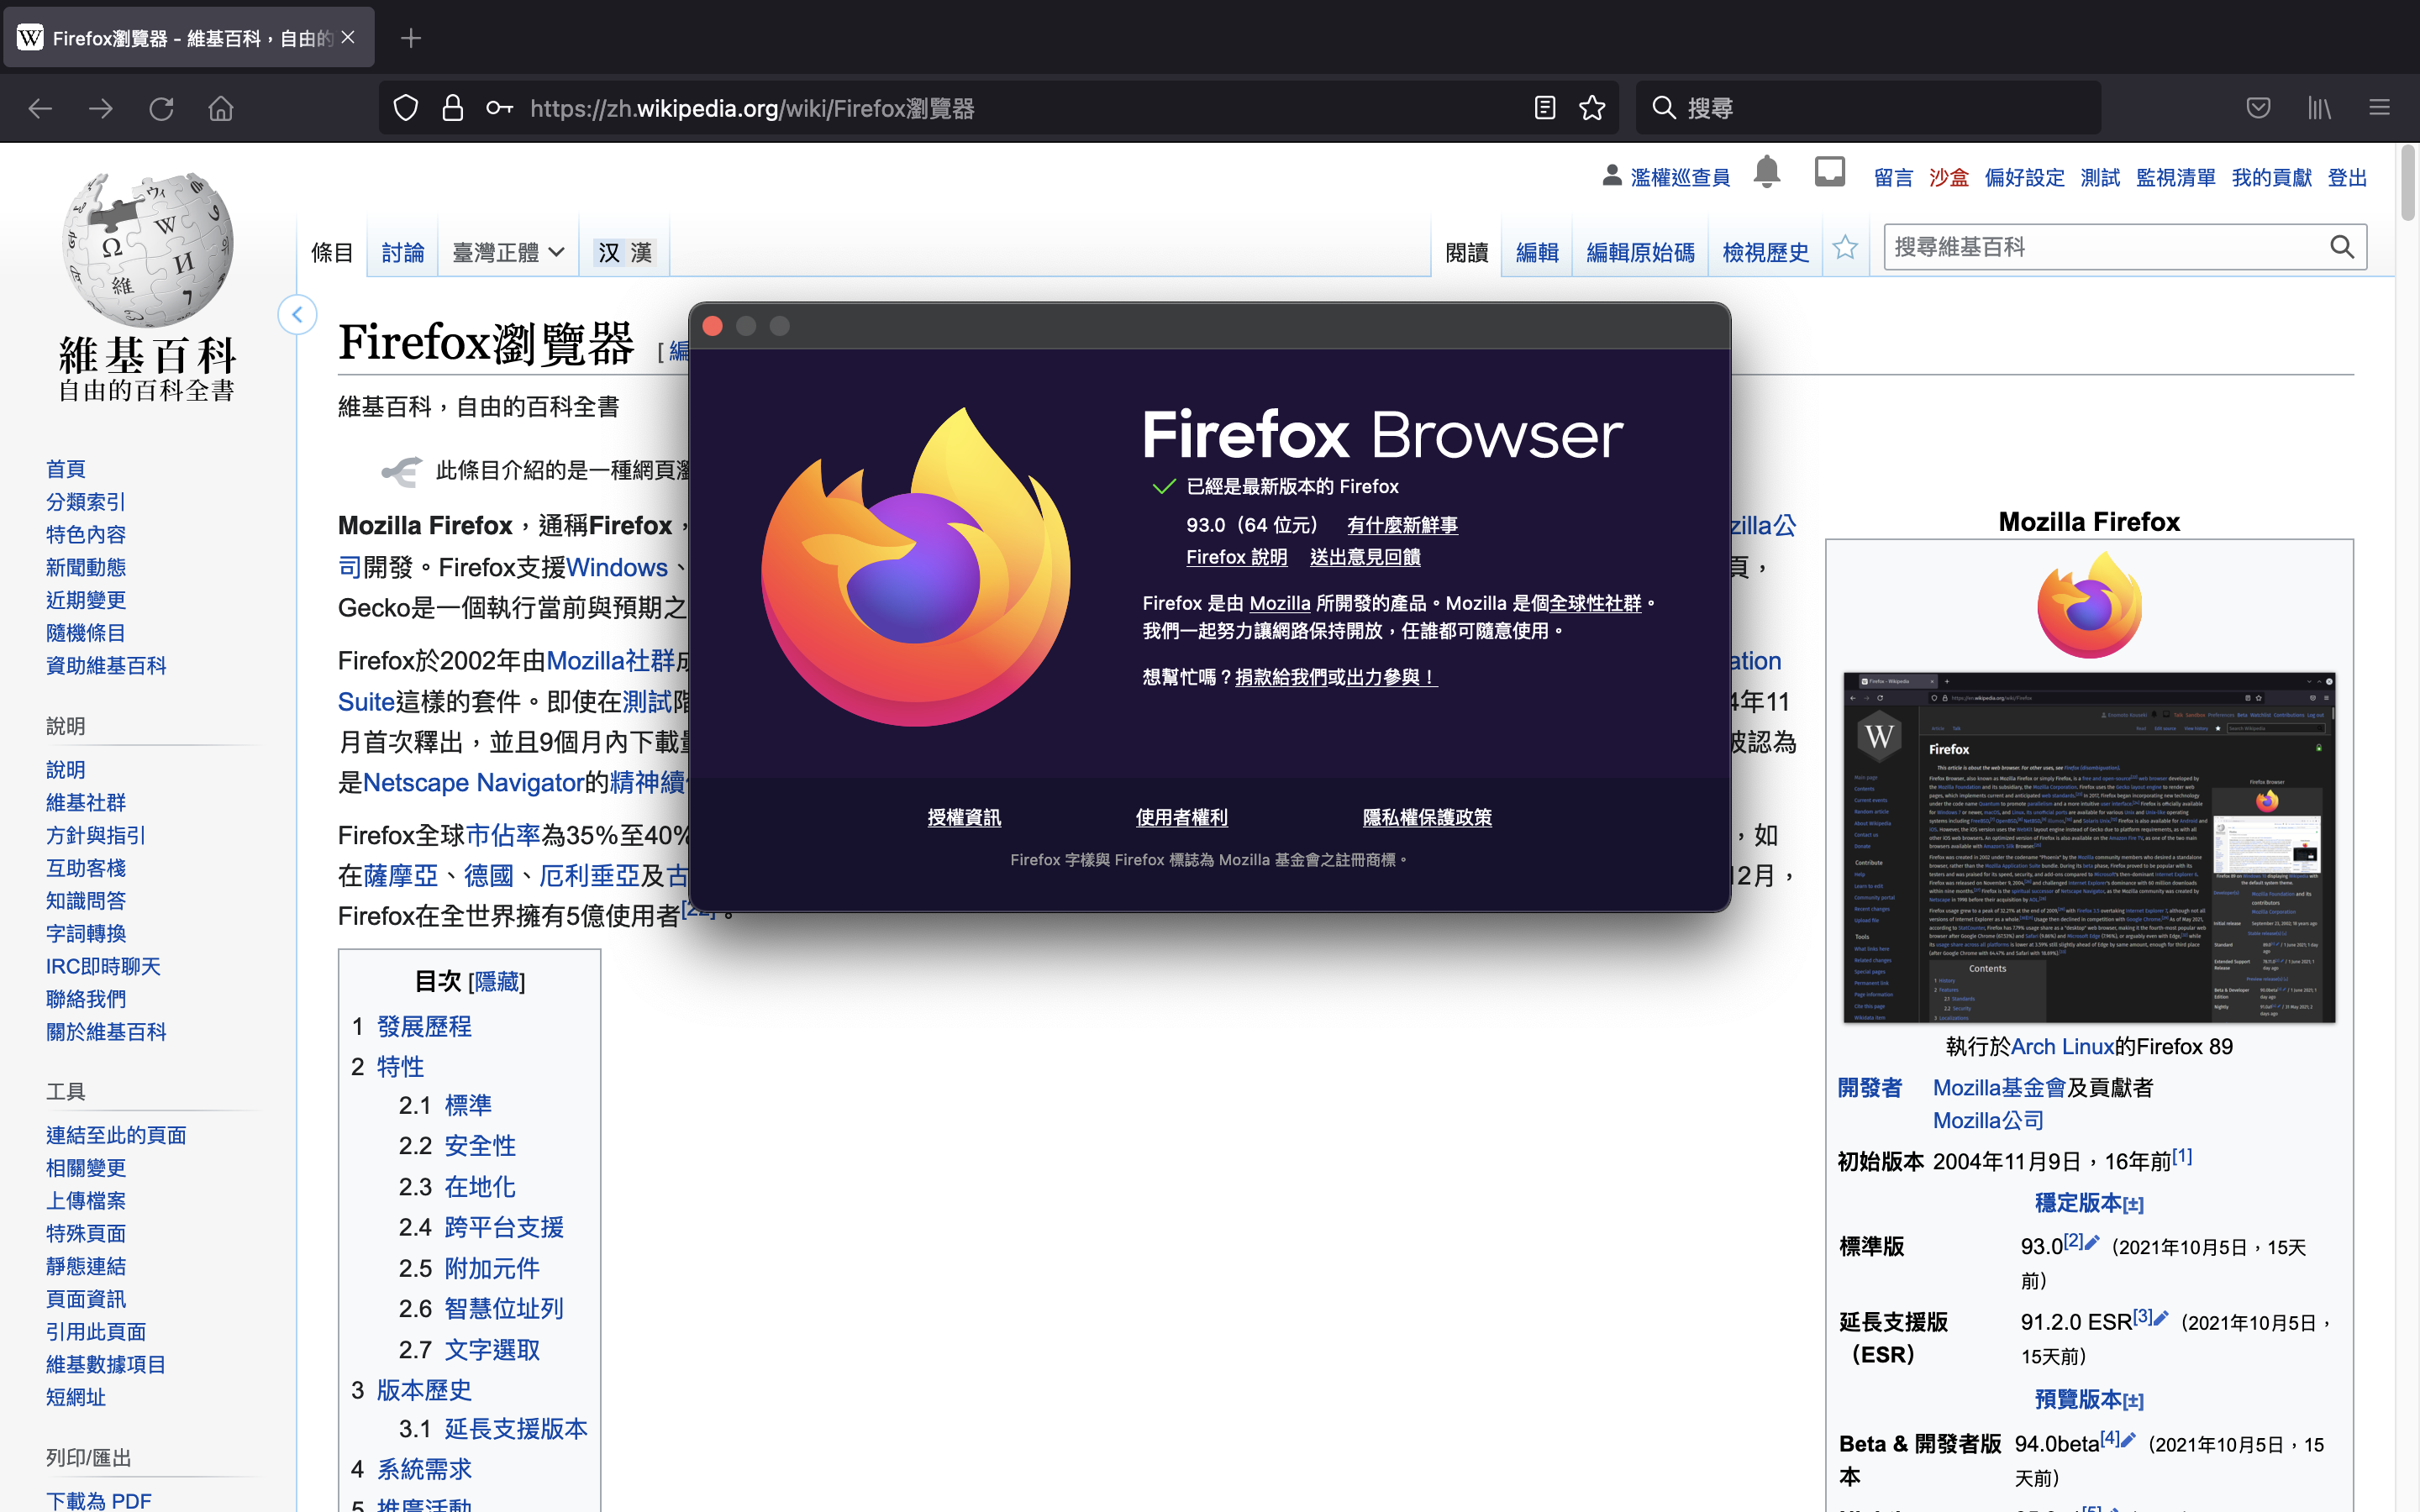 Firefox瀏覽器 - 維基百科，自由的
https://zh.wikipedia.org/wiki/Firefox瀏覽器
搜尋
濫權巡查員 留言 沙盒 偏好設定 測試 監視清單 我的貢獻 登出
條目 討論 臺灣正體 汉 漢 閱讀 編輯 編輯原始碼 檢視歷史 搜尋維基百科
維基百科
自由的百科全書
首頁
分類索引
特色內容
新聞動態
近期變更
隨機條目
資助維基百科
說明
說明
維基社群
方針與指引
互助客棧
知識問答
字詞轉換
IRC即時聊天
聯絡我們
關於維基百科
工具
連結至此的頁面
相關變更
上傳檔案
特殊頁面
靜態連結
頁面資訊
引用此頁面
維基數據項目
短網址
列印/匯出
下載為 PDF
Firefox瀏覽器 [編
維基百科，自由的百科全書
此條目介紹的是一種網頁瀏
Mozilla Firefox，通稱Firefox， zilla公
司開發。Firefox支援Windows、 頁，
Gecko是一個執行當前與預期之
Firefox於2002年由Mozilla社群成 ation
Suite這樣的套件。即使在測試階 4年11
月首次釋出，並且9個月內下載量 被認為
是Netscape Navigator的精神續
Firefox全球市佔率為35%至40% ，如
在薩摩亞、德國、厄利垂亞及古 12月，
Firefox在全世界擁有5億使用者[22]。
目次 [隱藏]
1 發展歷程
2 特性
2.1 標準
2.2 安全性
2.3 在地化
2.4 跨平台支援
2.5 附加元件
2.6 智慧位址列
2.7 文字選取
3 版本歷史
3.1 延長支援版本
4 系統需求
5 推廣活動
Firefox Browser
已經是最新版本的 Firefox
93.0（64 位元） 有什麼新鮮事
Firefox 說明 送出意見回饋
Firefox 是由 Mozilla 所開發的產品。Mozilla 是個全球性社群。
我們一起努力讓網路保持開放，任誰都可隨意使用。
想幫忙嗎？捐款給我們或出力參與！
授權資訊 使用者權利 隱私權保護政策
Firefox 字樣與 Firefox 標誌為 Mozilla 基金會之註冊商標。
Mozilla Firefox
Firefox
Contents
執行於Arch Linux的Firefox 89
開發者 Mozilla基金會及貢獻者
Mozilla公司
初始版本 2004年11月9日，16年前[1]
穩定版本[±]
標準版 93.0[2]（2021年10月5日，15天
前）
延長支援版 91.2.0 ESR[3]（2021年10月5日，
（ESR） 15天前）
預覽版本[±]
Beta & 開發者版 94.0beta[4]（2021年10月5日，15
本 天前）